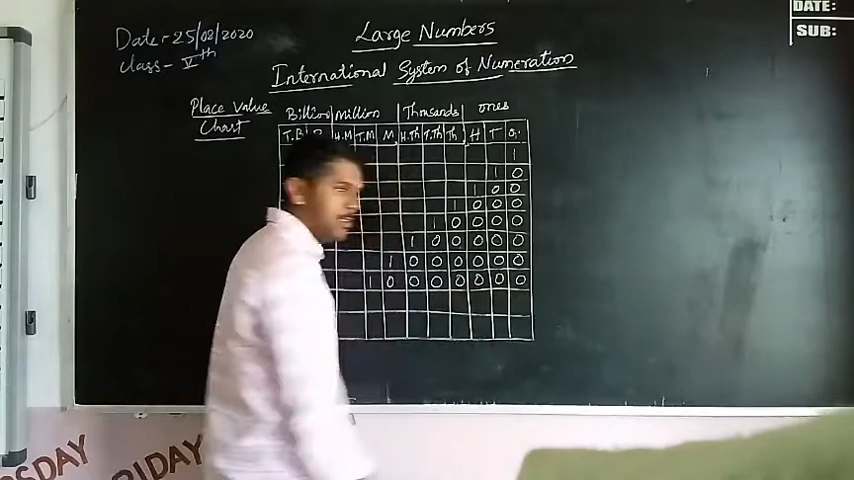 Date:- 25/02/2020
Class- Vth
Large Numbers
International System of Numeration
Place Value
Chart
Billion Million Thousands ones
T.B H.M T.M M H.Th T.Th Th H T O
1
1 0
1 0 0
1 0 0 0
1 0 0 0 0
1 0 0 0 0 0
1 0 0 0 0 0 0
1 0 0 0 0 0 0 0
DATE:
SUB:
SDAY
RIDAY